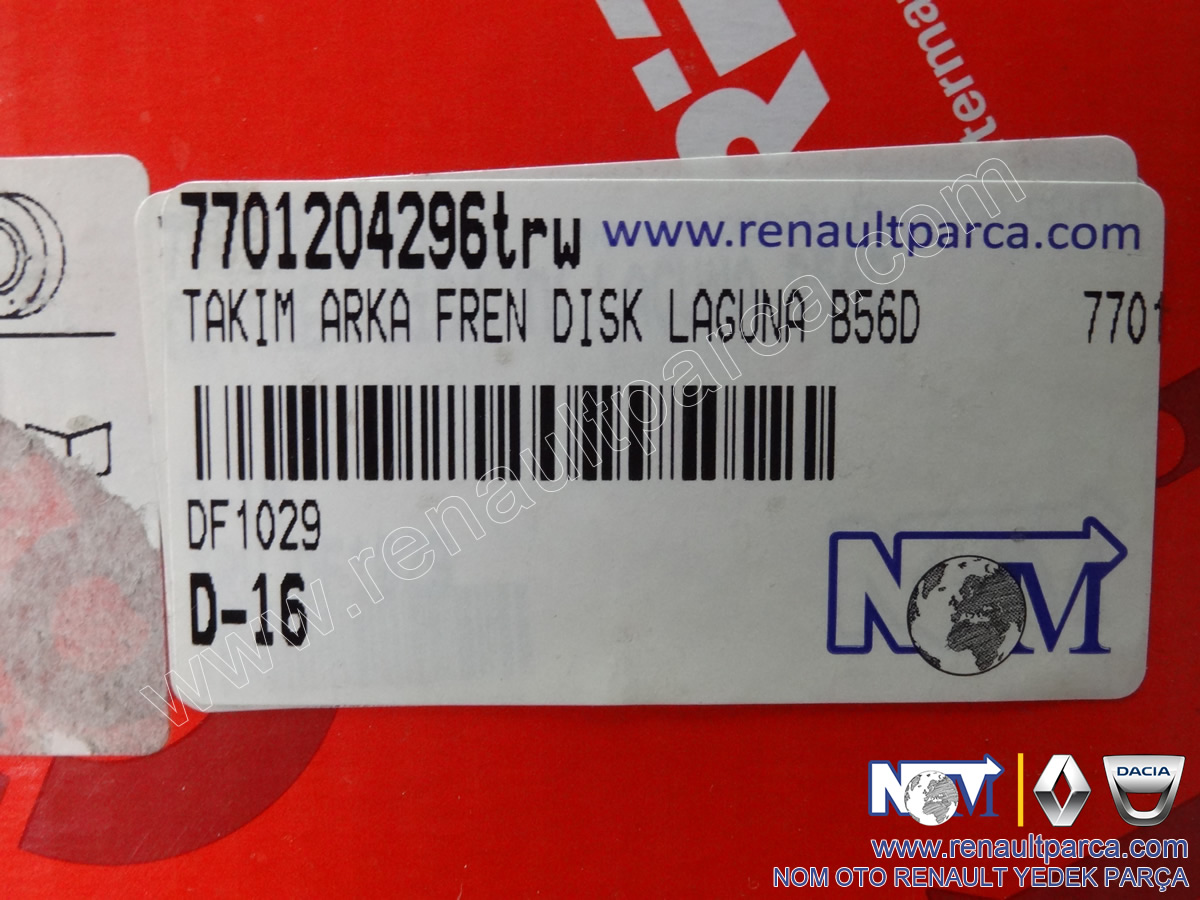 termar
7701204296trw
www.renaultparca.com
TAKIM ARKA FREN DISK LAGUNA B56D 7701
DF1029
D-16
NOM
www.renaultparca.com
NOM
DACIA
www.renaultparca.com
NOM OTO RENAULT YEDEK PARÇA